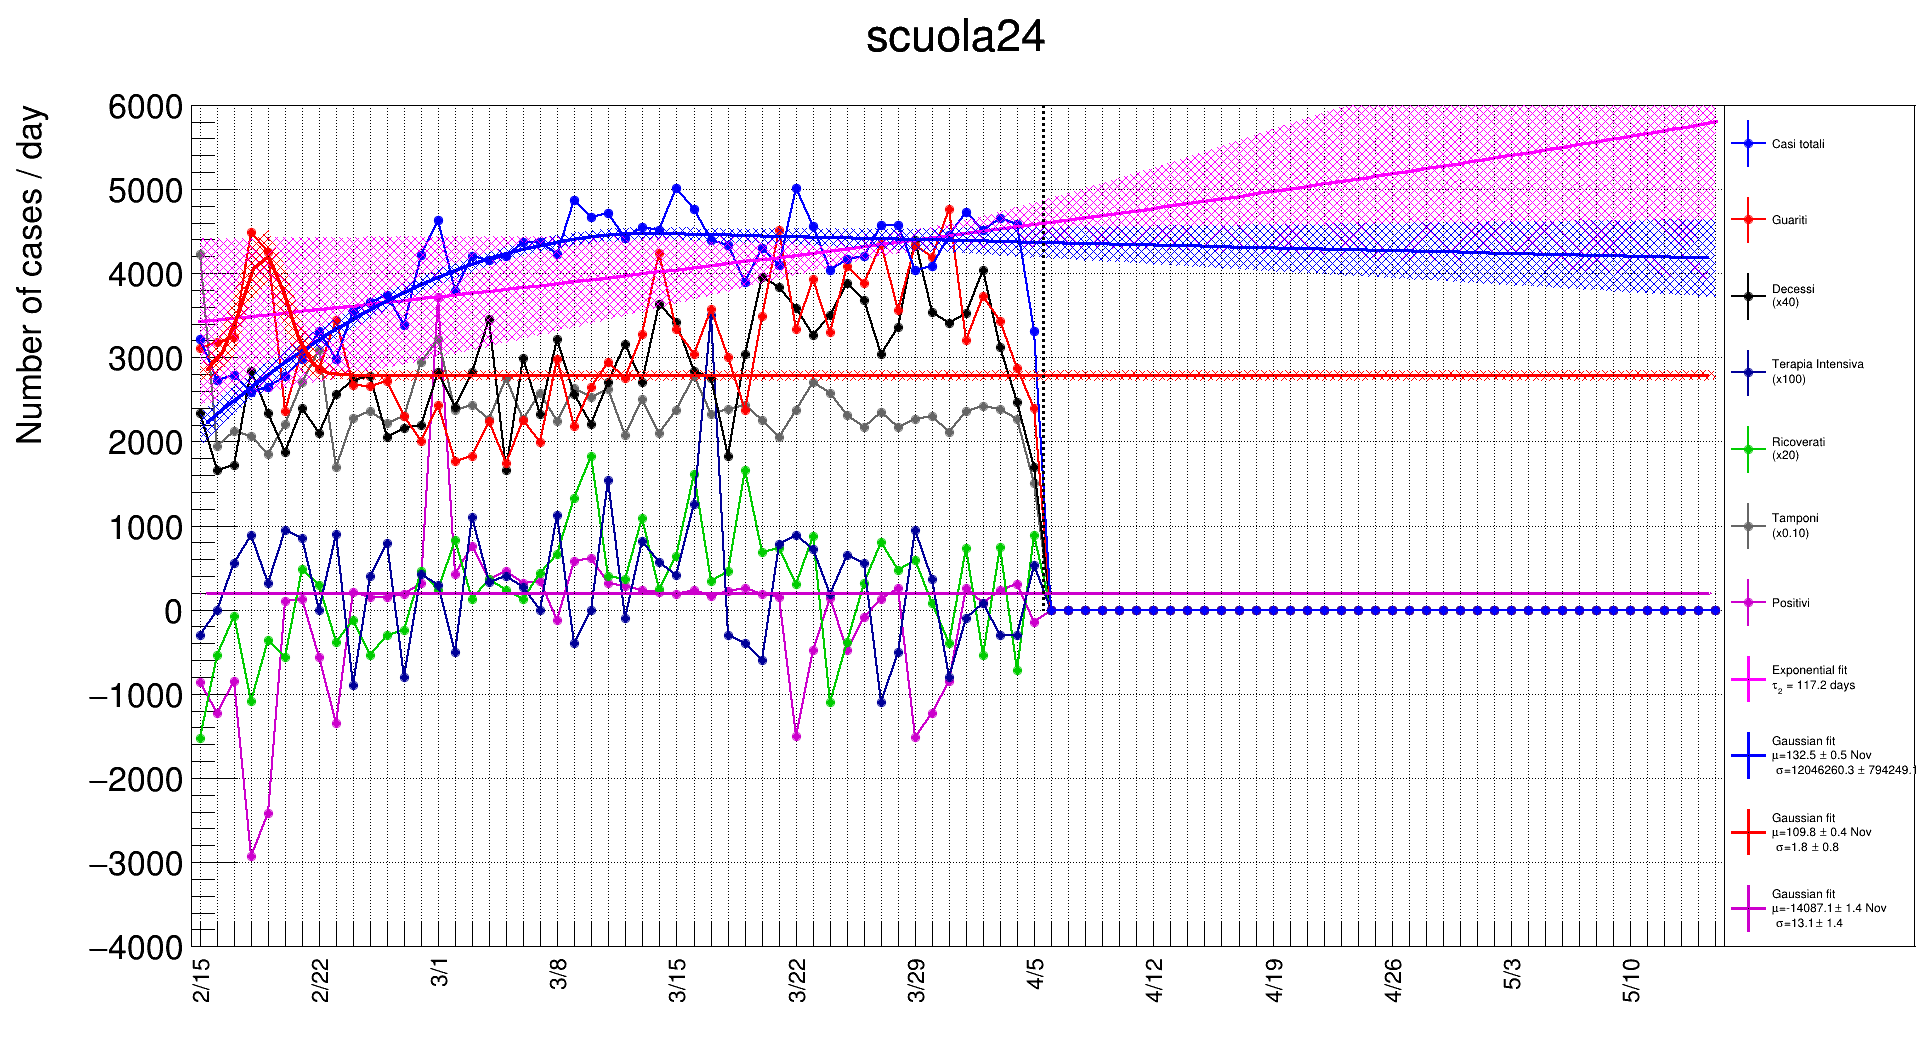 scuola24
Number of cases / day
6000
5000
4000
3000
2000
1000
0
−1000
−2000
−3000
−4000
2/15
2/22
3/1
3/8
3/15
3/22
3/29
4/5
4/12
4/19
4/26
5/3
5/10
Casi totali
Guariti
Decessi
(x40)
Terapia Intensiva
(x100)
Ricoverati
(x20)
Tamponi
(x0.10)
Positivi
Exponential fit
τ2 = 117.2 days
Gaussian fit
μ=132.5 ± 0.5 Nov
σ=12046260.3 ± 794249.
Gaussian fit
μ=109.8 ± 0.4 Nov
σ=1.8 ± 0.8
Gaussian fit
μ=-14087.1± 1.4 Nov
σ=13.1± 1.4